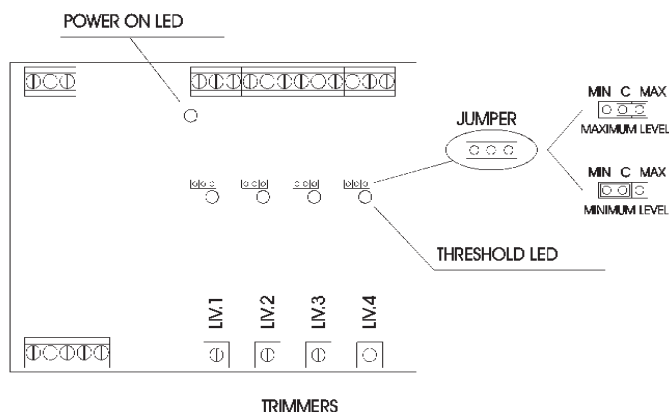 POWER ON LED
JUMPER
MIN C MAX
MAXIMUM LEVEL
MIN C MAX
MINIMUM LEVEL
THRESHOLD LED
LIV.1
LIV.2
LIV.3
LIV.4
TRIMMERS